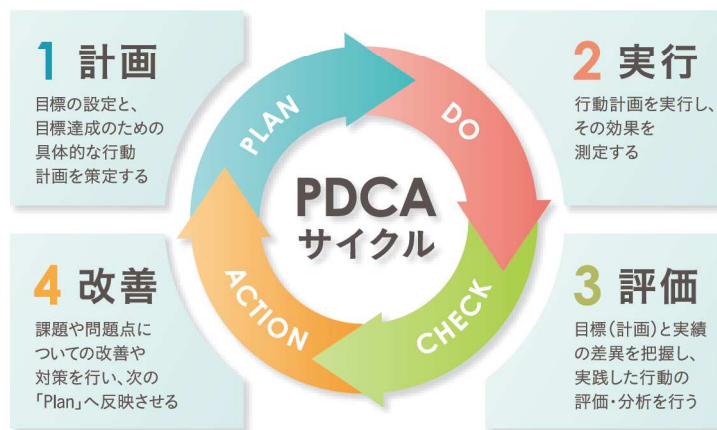 1 計画
目標の設定と、
目標達成のための
具体的な行動
計画を策定する
2 実行
行動計画を実行し、
その効果を
測定する
PLAN
DO
PDCA
サイクル
ACTION
CHECK
4 改善
課題や問題点に
ついての改善や
対策を行い、次の
「Plan」へ反映させる
3 評価
目標(計画)と実績
の差異を把握し、
実践した行動の
評価・分析を行う